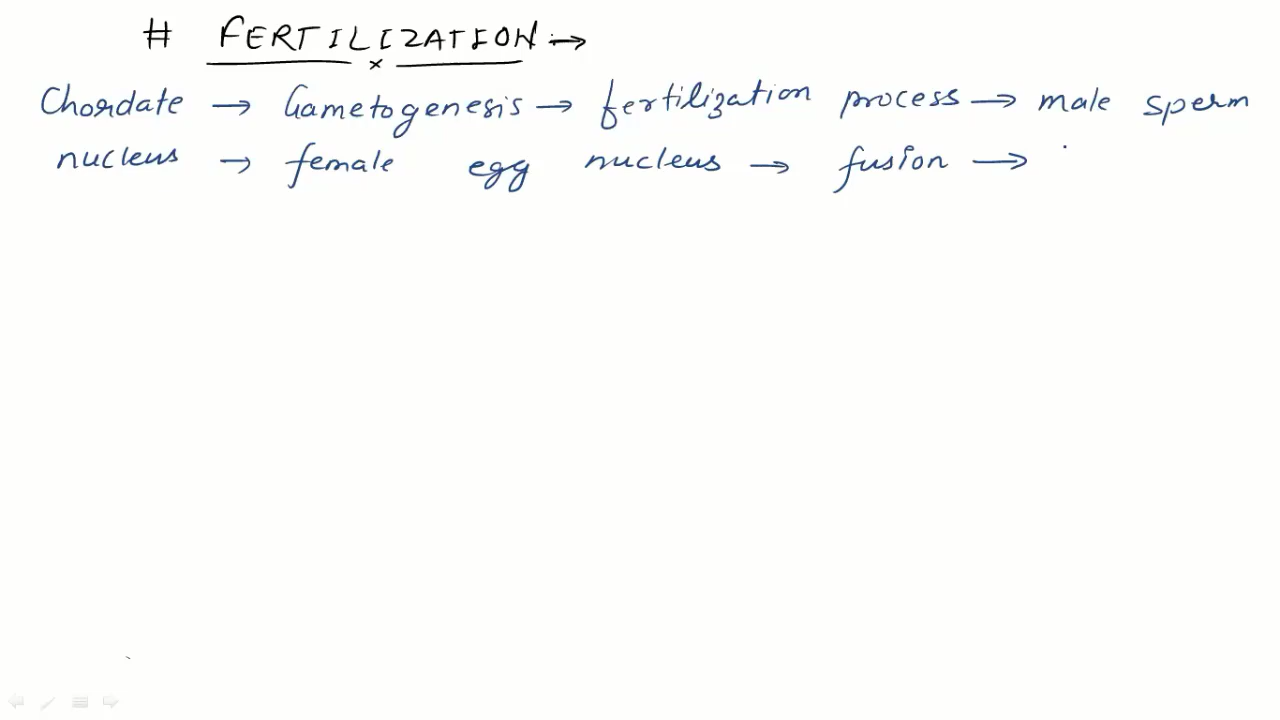 # FERTILIZATION →
Chordate → Gametogenesis → fertilization process → male sperm
nucleus → female egg nucleus → fusion →